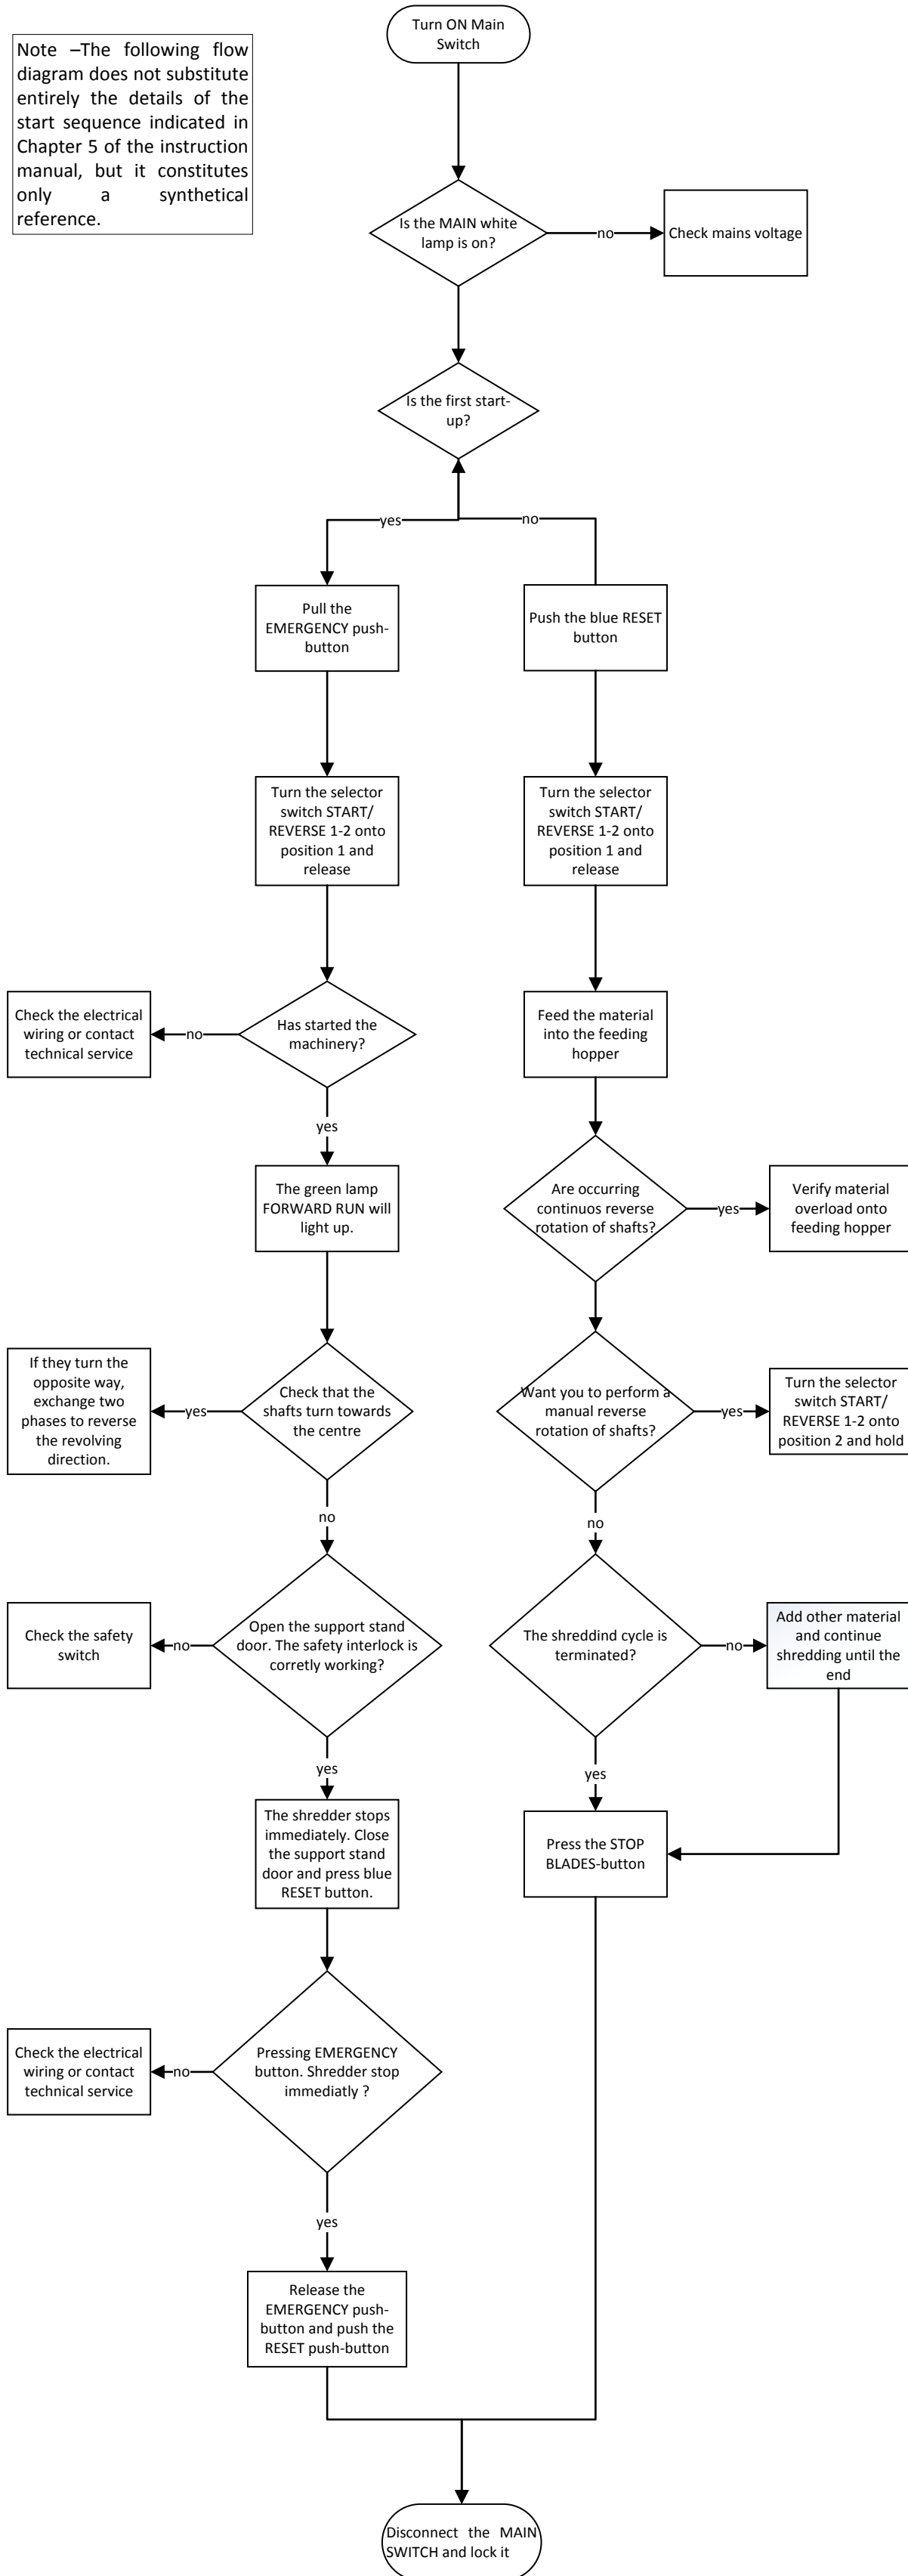 Turn ON Main
Switch
Note –The following flow
diagram does not substitute
entirely the details of the
start sequence indicated in
Chapter 5 of the instruction
manual, but it constitutes
only a synthetical
reference.
Is the MAIN white
lamp is on?
no
Check mains voltage
Is the first start-
up?
yes
no
Pull the
EMERGENCY push-
button
Push the blue RESET
button
Turn the selector
switch START/
REVERSE 1-2 onto
position 1 and
release
Turn the selector
switch START/
REVERSE 1-2 onto
position 1 and
release
Check the electrical
wiring or contact
technical service
no
Has started the
machinery?
Feed the material
into the feeding
hopper
yes
The green lamp
FORWARD RUN will
light up.
Are occurring
continuos reverse
rotation of shafts?
yes
Verify material
overload onto
feeding hopper
If they turn the
opposite way,
exchange two
phases to reverse
the revolving
direction.
yes
Check that the
shafts turn towards
the centre
Want you to perform a
manual reverse
rotation of shafts?
yes
Turn the selector
switch START/
REVERSE 1-2 onto
position 2 and hold
no
no
Check the safety
switch
no
Open the support stand
door. The safety interlock is
corretly working?
The shreddind cycle is
terminated?
no
Add other material
and continue
shredding until the
end
yes
yes
The shredder stops
immediately. Close
the support stand
door and press blue
RESET button.
Press the STOP
BLADES-button
Check the electrical
wiring or contact
technical service
no
Pressing EMERGENCY
button. Shredder stop
immediatly ?
yes
Release the
EMERGENCY push-
button and push the
RESET push-button
Disconnect the MAIN
SWITCH and lock it